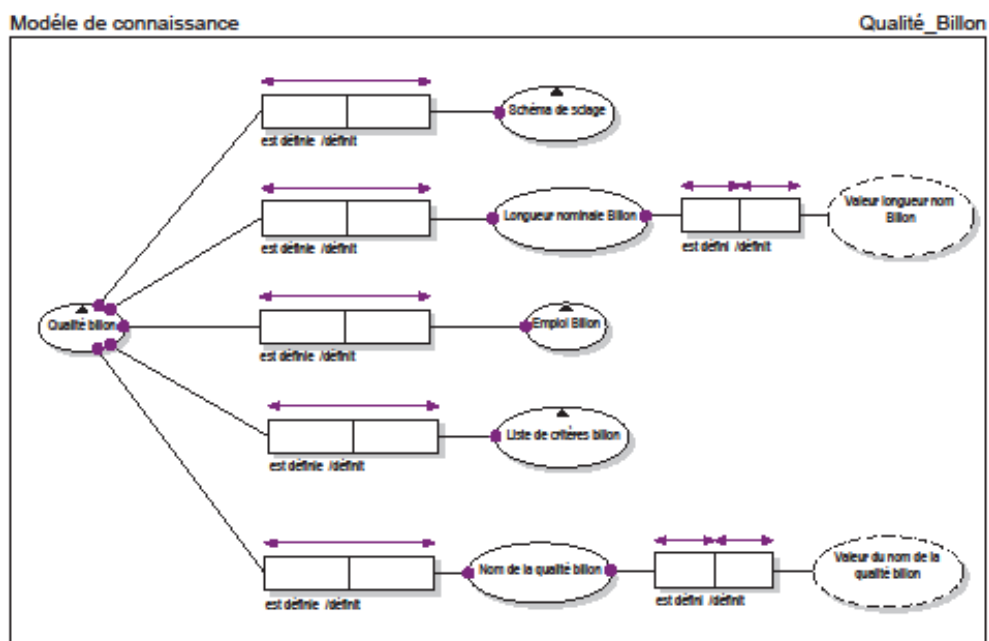 Modéle de connaissance
Qualité_Billon
Schéma de sciage
est définie /définit
Longueur nominale Billon
est définie /définit
Valeur longueur nom
Billon
est défini /définit
Qualité billon
Emploi Billon
est définie /définit
Liste de critères billon
est définie /définit
Nom de la qualité billon
est définie /définit
Valeur du nom de la
qualité billon
est défini /définit